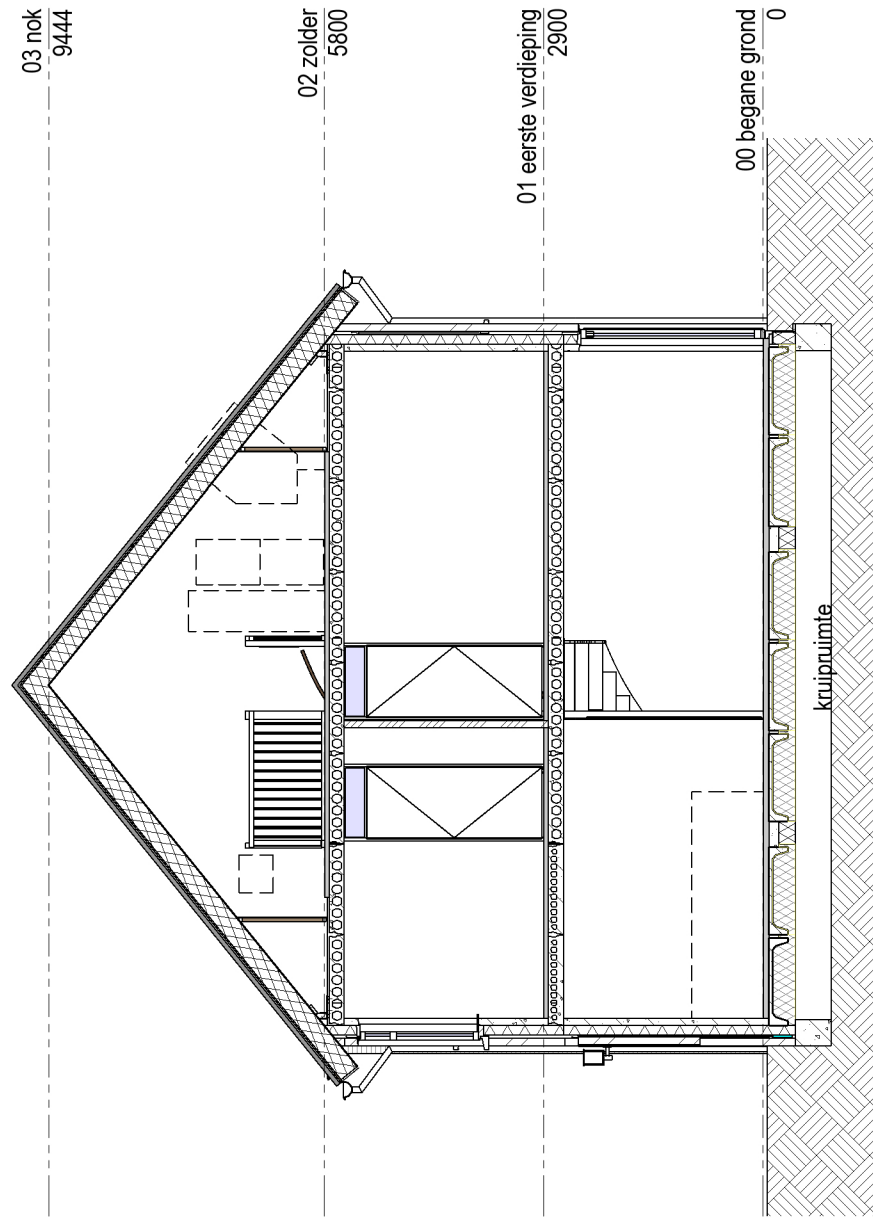 03 nok
9444
02 zolder
5800
01 eerste verdieping
2900
00 begane grond
0
kruipruimte